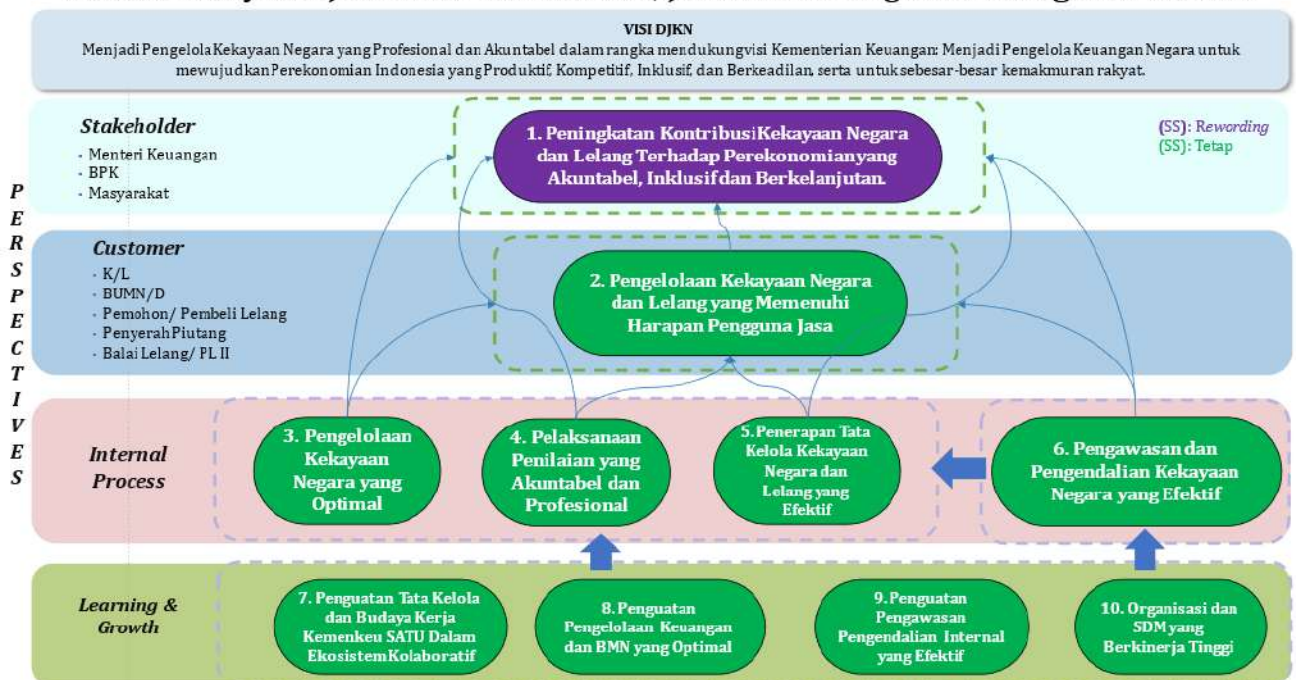 VISI DJKN
Menjadi Pengelola Kekayaan Negara yang Profesional dan Akuntabel dalam rangka mendukung visi Kementerian Keuangan: Menjadi Pengelola Keuangan Negara untuk
mewujudkan Perekonomian Indonesia yang Produktif, Kompetitif, Inklusif, dan Berkeadilan, serta untuk sebesar-besar kemakmuran rakyat.
PERSPECTIVES
Stakeholder
- Menteri Keuangan
- BPK
- Masyarakat
1. Peningkatan Kontribusi Kekayaan Negara
dan Lelang Terhadap Perekonomian yang
Akuntabel, Inklusif dan Berkelanjutan.
(SS): Rewording
(SS): Tetap
Customer
- K/L
- BUMN/D
- Pemohon/ Pembeli Lelang
- Penyerah Piutang
- Balai Lelang/ PL II
2. Pengelolaan Kekayaan Negara
dan Lelang yang Memenuhi
Harapan Pengguna Jasa
Internal
Process
3. Pengelolaan
Kekayaan
Negara yang
Optimal
4. Pelaksanaan
Penilaian yang
Akuntabel dan
Profesional
5. Penerapan Tata
Kelola Kekayaan
Negara dan
Lelang yang
Efektif
6. Pengawasan dan
Pengendalian Kekayaan
Negara yang Efektif
Learning &
Growth
7. Penguatan Tata Kelola
dan Budaya Kerja
Kemenkeu SATU Dalam
Ekosistem Kolaboratif
8. Penguatan
Pengelolaan Keuangan
dan BMN yang Optimal
9. Penguatan
Pengawasan
Pengendalian Internal
yang Efektif
10. Organisasi dan
SDM yang
Berkinerja Tinggi